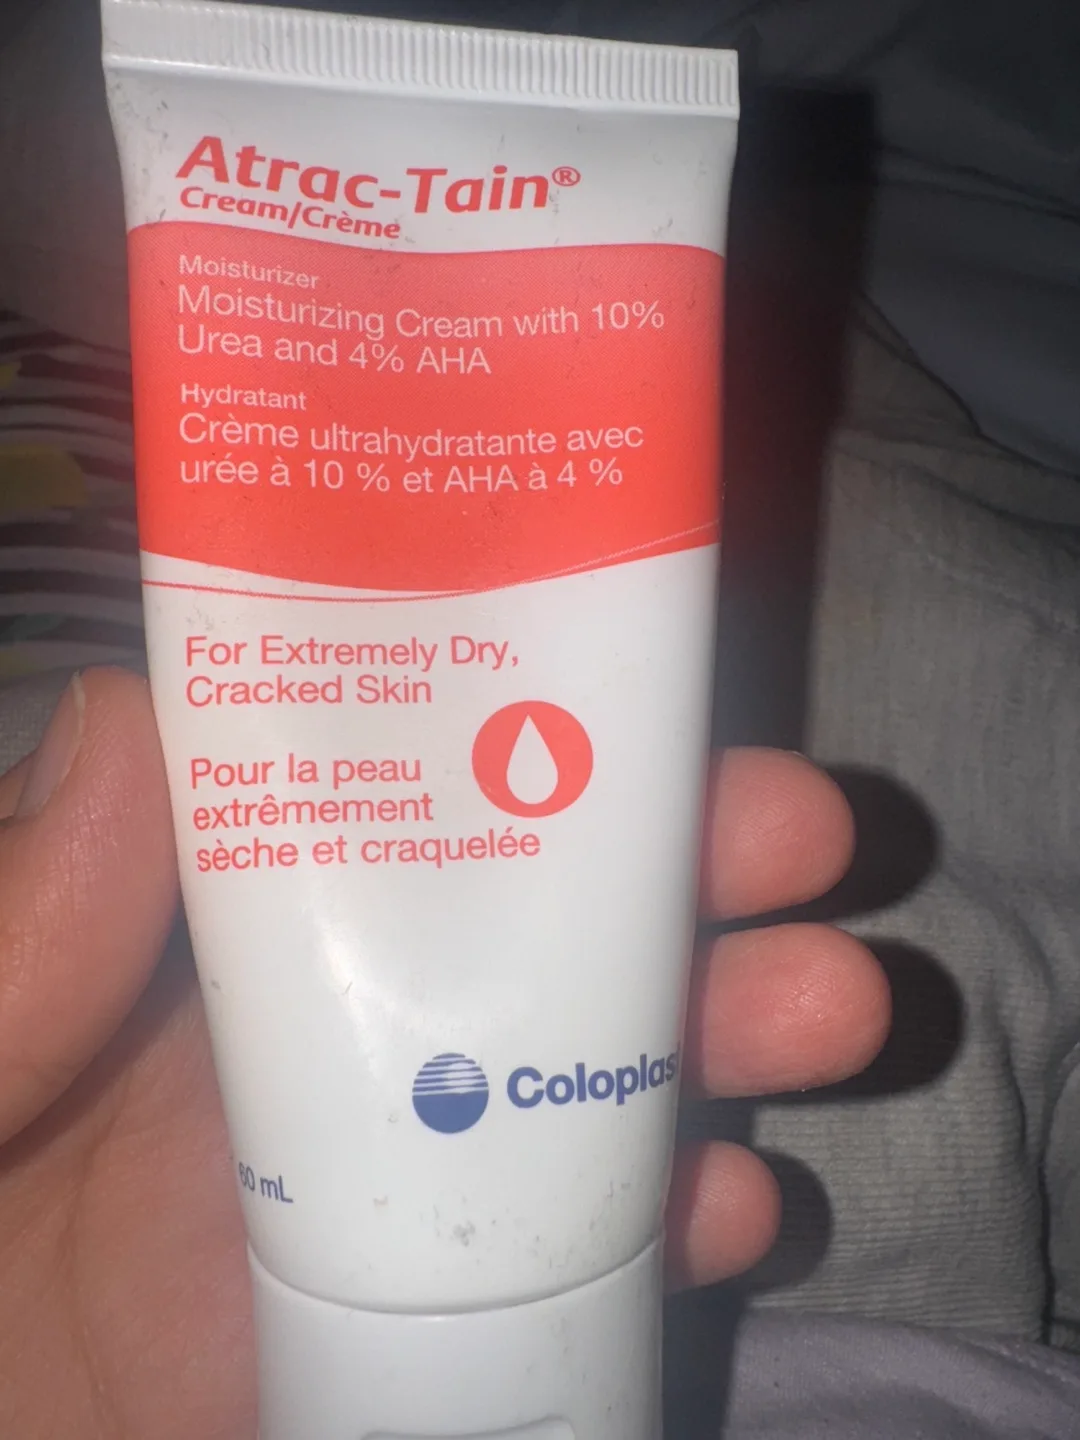 Atrac-Tain®
Cream/Crème
Moisturizer
Moisturizing Cream with 10%
Urea and 4% AHA
Hydratant
Crème ultrahydratante avec
urée à 10 % et AHA à 4 %
For Extremely Dry,
Cracked Skin
Pour la peau
extrêmement
sèche et craquelée
Coloplast
60 mL